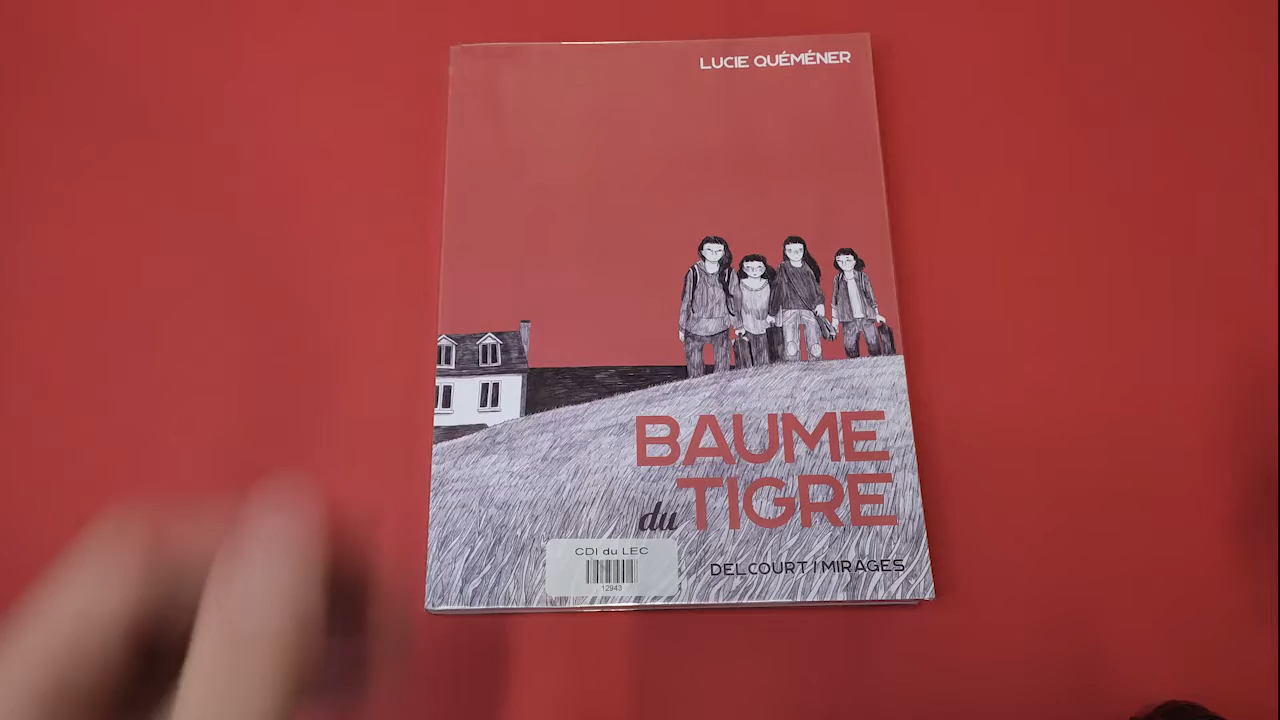 LUCIE QUÉMÉNER
BAUME
du TIGRE
CDI du LEC
12943
DELCOURT / MIRAGES